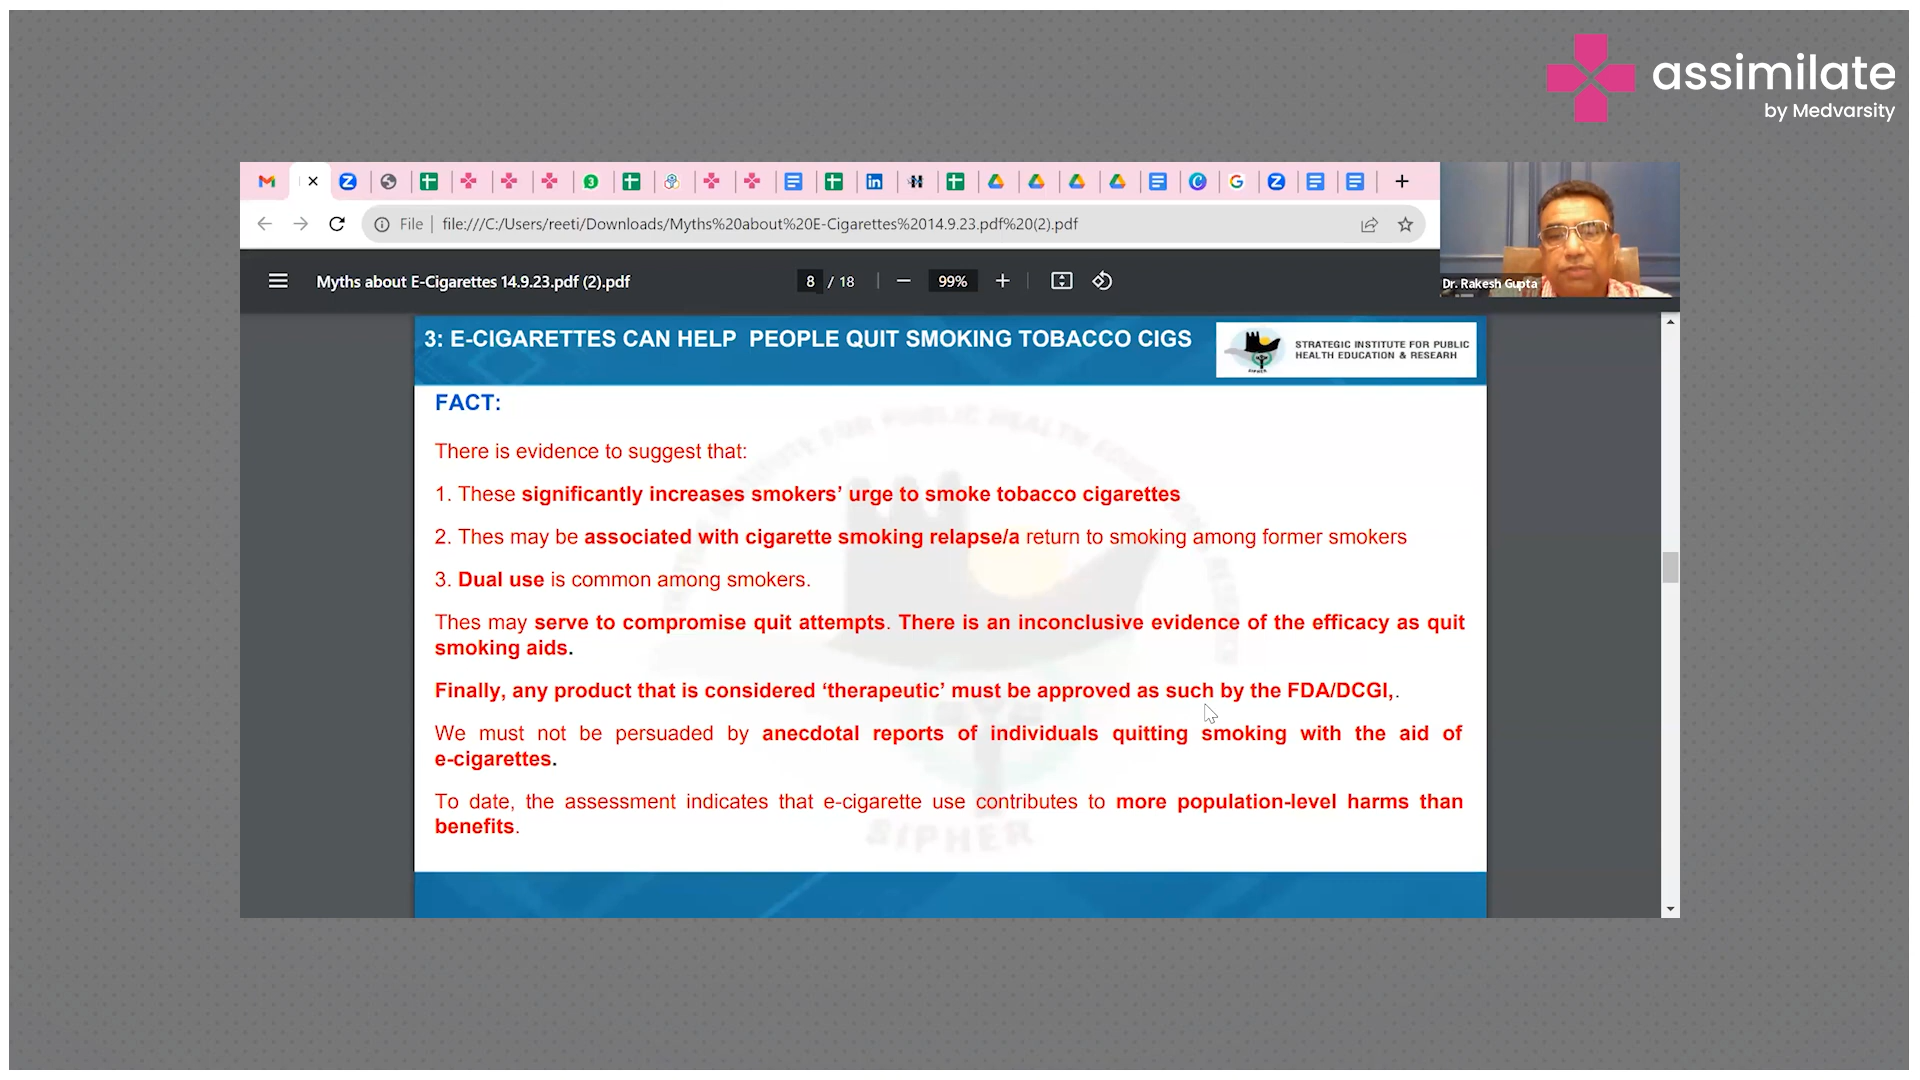 assimilate
by Medvarsity
File file:///C:/Users/reeti/Downloads/Myths%20about%20E-Cigarettes%2014.9.23.pdf%20(2).pdf
Myths about E-Cigarettes 14.9.23.pdf (2).pdf
8 / 18
99%
Dr. Rakesh Gupta
3: E-CIGARETTES CAN HELP PEOPLE QUIT SMOKING TOBACCO CIGS
STRATEGIC INSTITUTE FOR PUBLIC
HEALTH EDUCATION & RESEARH
SIPHER
FACT:
There is evidence to suggest that:
1. These significantly increases smokers’ urge to smoke tobacco cigarettes
2. Thes may be associated with cigarette smoking relapse/a return to smoking among former smokers
3. Dual use is common among smokers.
Thes may serve to compromise quit attempts. There is an inconclusive evidence of the efficacy as quit
smoking aids.
Finally, any product that is considered ‘therapeutic’ must be approved as such by the FDA/DCGI,.
We must not be persuaded by anecdotal reports of individuals quitting smoking with the aid of
e-cigarettes.
To date, the assessment indicates that e-cigarette use contributes to more population-level harms than
benefits.
SIPHER